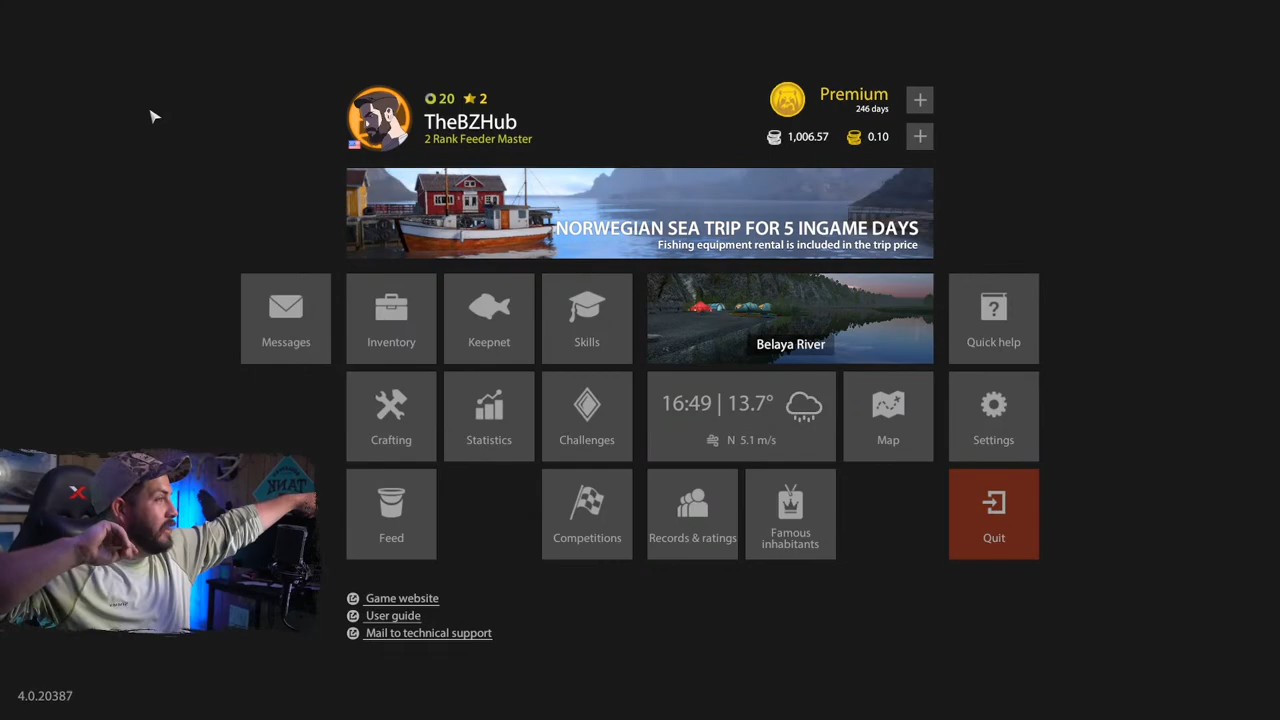 20 2
TheBZHub
2 Rank Feeder Master
Premium
246 days
1,006.57 0.10
NORWEGIAN SEA TRIP FOR 5 INGAME DAYS
Fishing equipment rental is included in the trip price
Messages
Inventory
Keepnet
Skills
Belaya River
Quick help
Crafting
Statistics
Challenges
16:49 | 13.7°
N 5.1 m/s
Map
Settings
Feed
Competitions
Records & ratings
Famous
inhabitants
Quit
TANK
Game website
User guide
Mail to technical support
4.0.20387